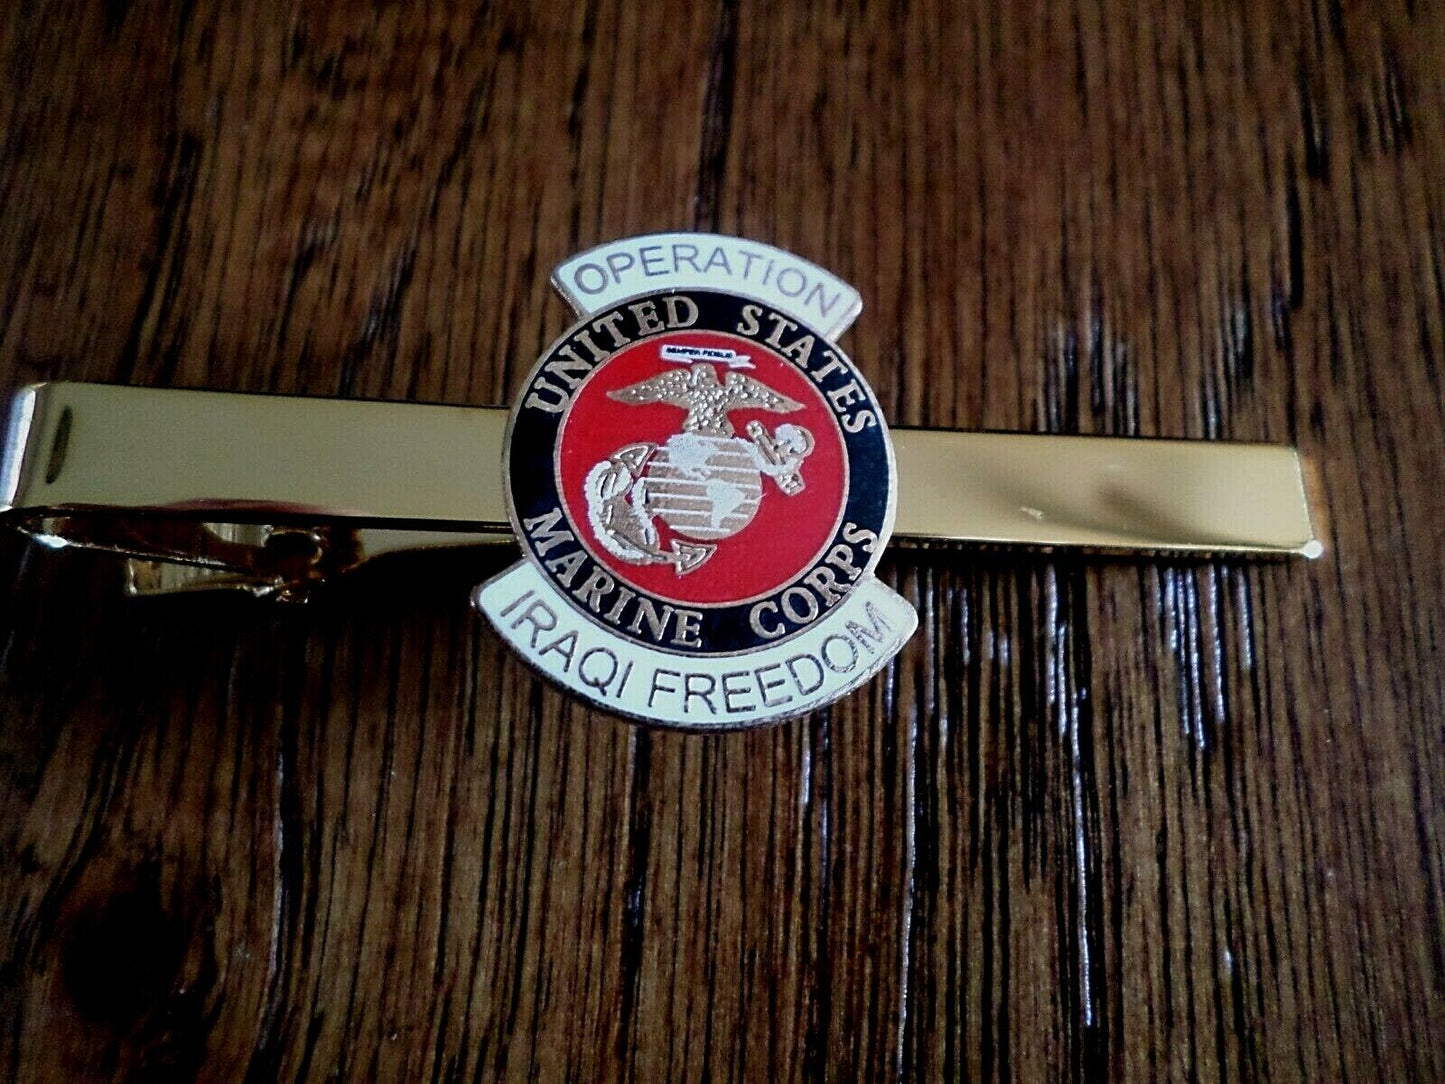 OPERATION
UNITED STATES
SEMPER FIDELIS
MARINE CORPS
IRAQI FREEDOM